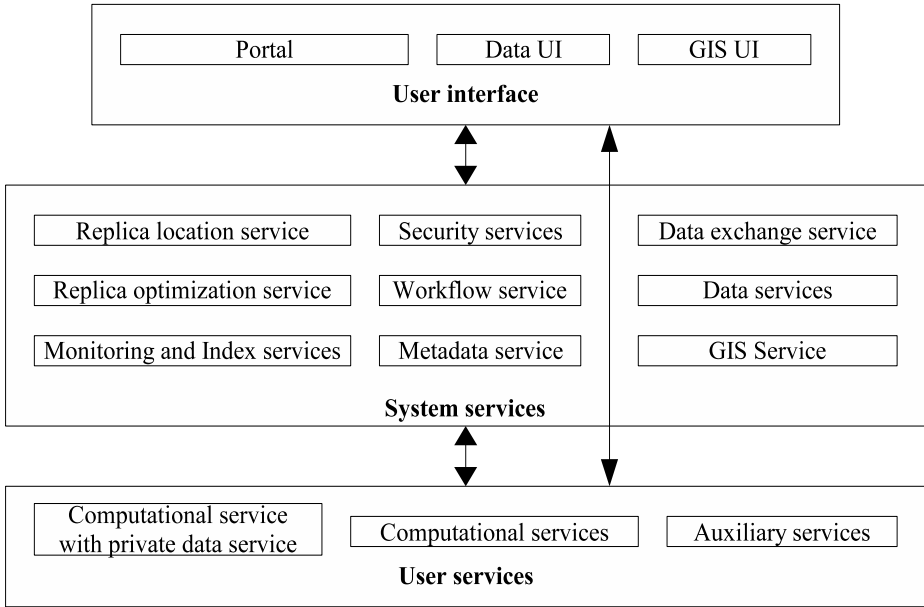 Portal
Data UI
GIS UI
User interface
Replica location service
Security services
Data exchange service
Replica optimization service
Workflow service
Data services
Monitoring and Index services
Metadata service
GIS Service
System services
Computational service
with private data service
Computational services
Auxiliary services
User services